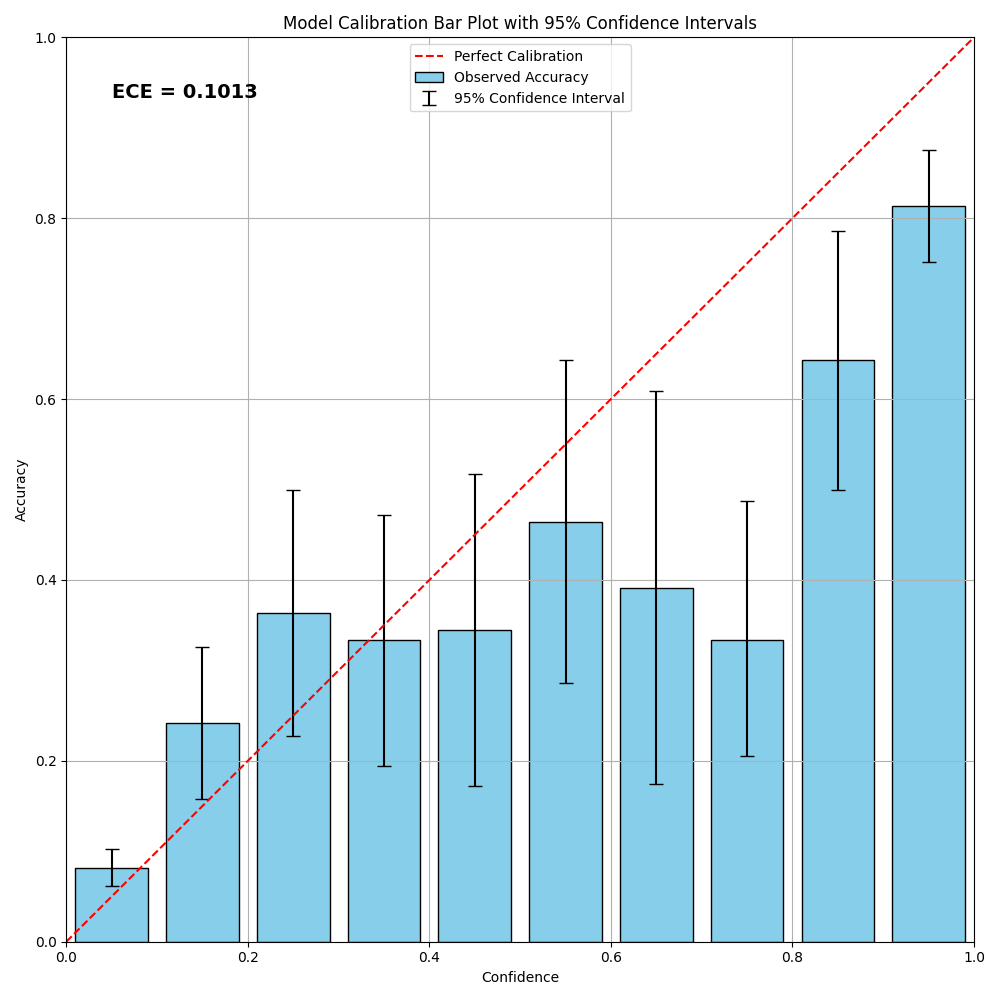 Model Calibration Bar Plot with 95% Confidence Intervals
Perfect Calibration
Observed Accuracy
95% Confidence Interval
ECE = 0.1013
1.0
0.8
0.6
0.4
0.2
0.0
Accuracy
0.0 0.2 0.4 0.6 0.8 1.0
Confidence